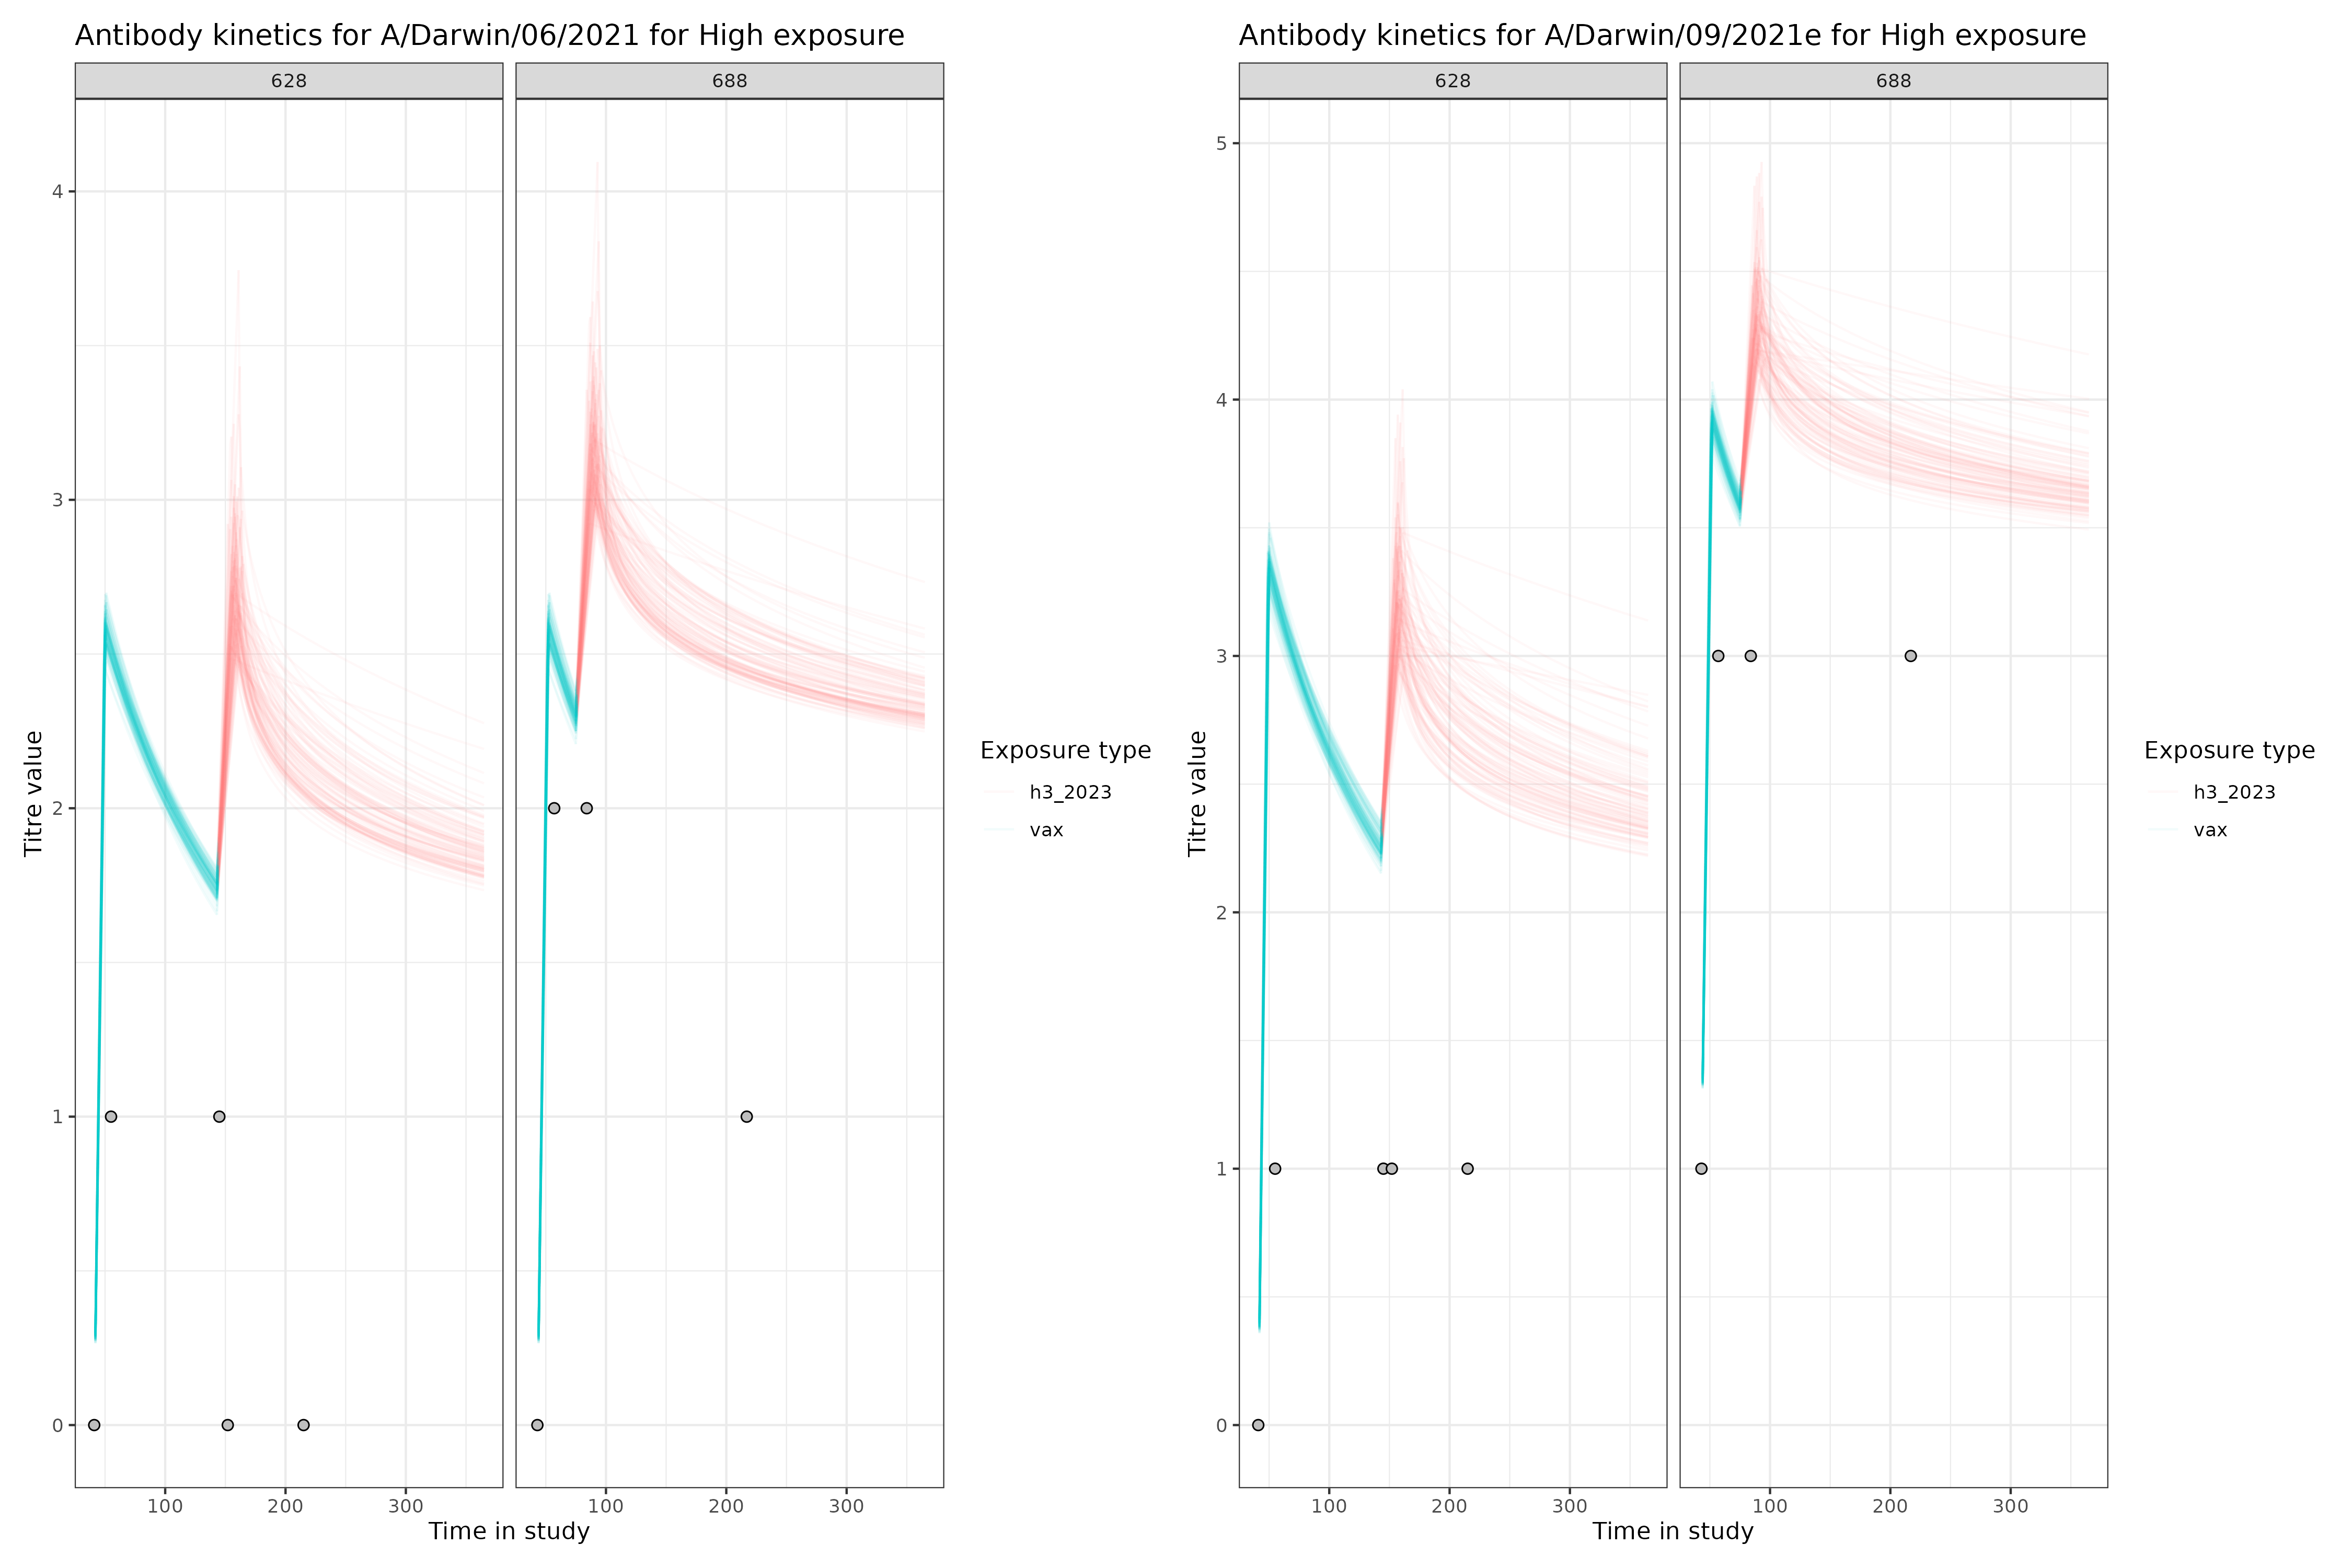 Antibody kinetics for A/Darwin/06/2021 for High exposure
628
688
4
3
2
1
0
Titre value
100
200
300
100
200
300
Time in study
Exposure type
h3_2023
vax
Antibody kinetics for A/Darwin/09/2021e for High exposure
628
688
5
4
3
2
1
0
Titre value
100
200
300
100
200
300
Time in study
Exposure type
h3_2023
vax